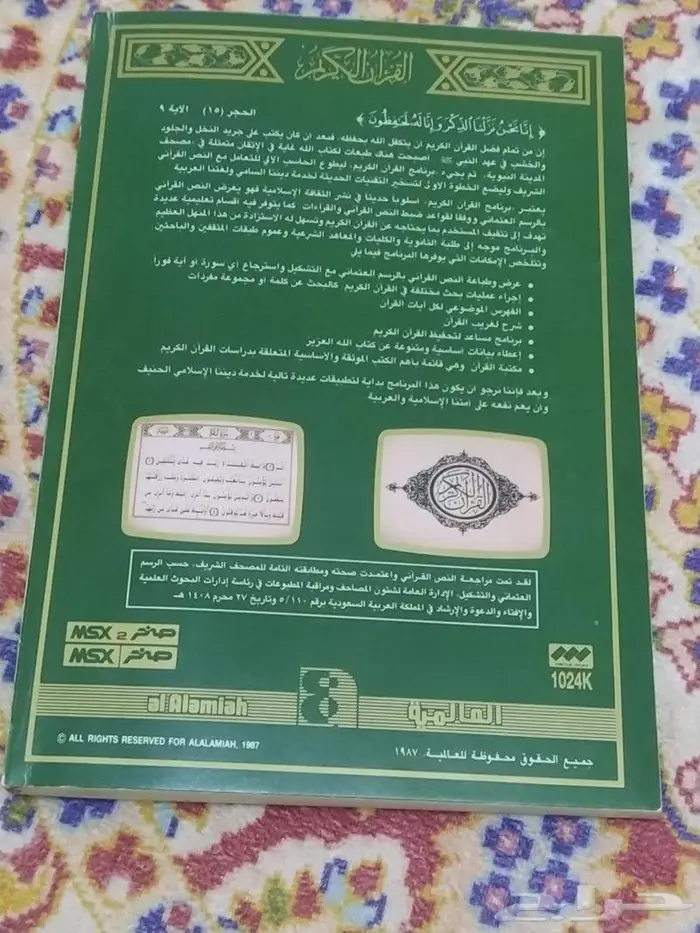 القرآن الكريم
﴿ إِنَّا نَحْنُ نَزَّلْنَا الذِّكْرَ وَإِنَّا لَهُ لَحَافِظُونَ ﴾ الحجر (١٥) الآية ٩
إن من تمام فضل القرآن الكريم ان يتكفل الله بحفظه. فبعد ان كان يكتب على جريد النخل والجلود
والخشب في عهد النبي ﷺ أصبحت هناك طبعات لكتاب الله غاية في الإتقان متمثلة في مصحف
المدينة النبوية. ثم يجيء برنامج القرآن الكريم. ليطوع الحاسب الآلي للتعامل مع النص القرآني
الشريف وليضع الخطوة الأولى لتسخير التقنيات الحديثة لخدمة ديننا السامي ولغتنا العربية
يعتبر برنامج القرآن الكريم. أسلوبا حديثا في نشر الثقافة الإسلامية فهو يعرض النص القرآني
بالرسم العثماني ووفقا لقواعد ضبط النص القرآني والقراءات. كما يتوفر فيه أقسام تعليمية عديدة
تهدف إلى تثقيف المستخدم بما يحتاجه عن القرآن الكريم وتسهل له الاستزادة من هذا المنهل العظيم
والبرنامج موجه إلى طلبة الثانوية والكليات والمعاهد الشرعية وعموم طبقات المثقفين والباحثين
وتتلخص الإمكانات التي يوفرها البرنامج فيما يلي
• عرض وطباعة النص القرآني بالرسم العثماني مع التشكيل واسترجاع أي سورة أو آية فورا
• إجراء عمليات بحث مختلفة في القرآن الكريم. كالبحث عن كلمة أو مجموعة مفردات
• الفهرس الموضوعي لكل آيات القرآن
• شرح لغريب القرآن
• برنامج مساعد لتحفيظ القرآن الكريم
• إعطاء بيانات أساسية ومتنوعة عن كتاب الله العزيز
• مكتبة القرآن وهي قائمة بأهم الكتب الموثقة والأساسية المتعلقة بدراسات القرآن الكريم
وبعد فإننا نرجو أن يكون هذا البرنامج بداية لتطبيقات عديدة تالية لخدمة ديننا الإسلامي الحنيف
وأن يعم نفعه على أمتنا الإسلامية والعربية
القرآن الكريم
لقد تمت مراجعة النص القرآني واعتمدت صحته ومطابقته التامة للمصحف الشريف، حسب الرسم
العثماني والتشكيل، الإدارة العامة لشئون المصاحف ومراقبة المطبوعات في رئاسة إدارات البحوث العلمية
والإفتاء والدعوة والإرشاد في المملكة العربية السعودية برقم ٥/١١٠ وتاريخ ٢٧ محرم ١٤٠٨ هـ
MSX 2 صخر
MSX صخر
1024K
al Alamiah 8 العالمية
© ALL RIGHTS RESERVED FOR ALALAMIAH, 1987
جميع الحقوق محفوظة للعالمية، ١٩٨٧
حراج